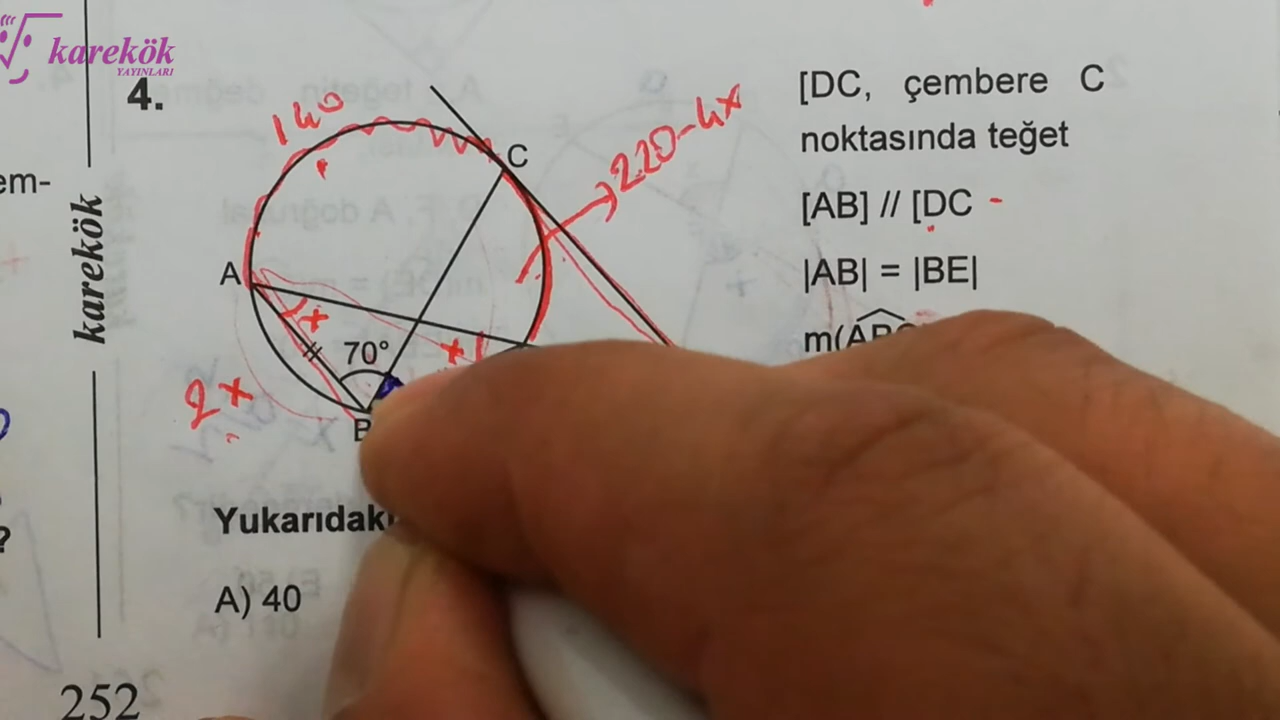 karekök
YAYINLARI
4.
[DC, çembere C
noktasında teğet
[AB] // [DC -
|AB| = |BE|
140
220-4x
C
A
x
x
70°
2x
B
em-
karekök
Yukarıdaki
A) 40
?
252